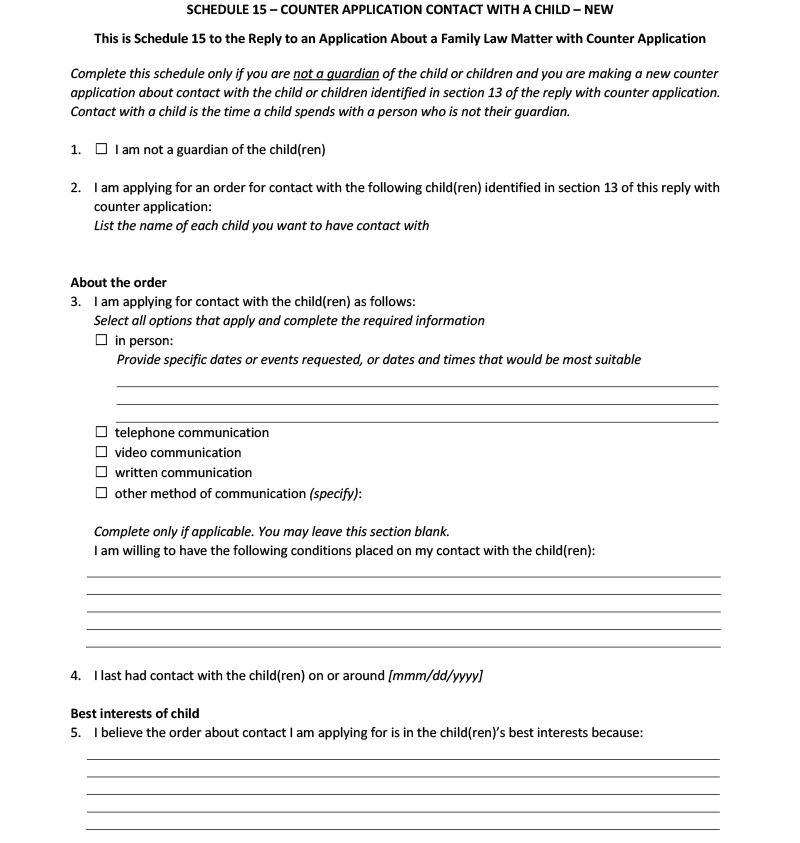 SCHEDULE 15 – COUNTER APPLICATION CONTACT WITH A CHILD – NEW
This is Schedule 15 to the Reply to an Application About a Family Law Matter with Counter Application
Complete this schedule only if you are not a guardian of the child or children and you are making a new counter
application about contact with the child or children identified in section 13 of the reply with counter application.
Contact with a child is the time a child spends with a person who is not their guardian.
1. ☐ I am not a guardian of the child(ren)
2. I am applying for an order for contact with the following child(ren) identified in section 13 of this reply with
counter application:
List the name of each child you want to have contact with
About the order
3. I am applying for contact with the child(ren) as follows:
Select all options that apply and complete the required information
☐ in person:
Provide specific dates or events requested, or dates and times that would be most suitable
☐ telephone communication
☐ video communication
☐ written communication
☐ other method of communication (specify):
Complete only if applicable. You may leave this section blank.
I am willing to have the following conditions placed on my contact with the child(ren):
4. I last had contact with the child(ren) on or around [mmm/dd/yyyy]
Best interests of child
5. I believe the order about contact I am applying for is in the child(ren)’s best interests because: